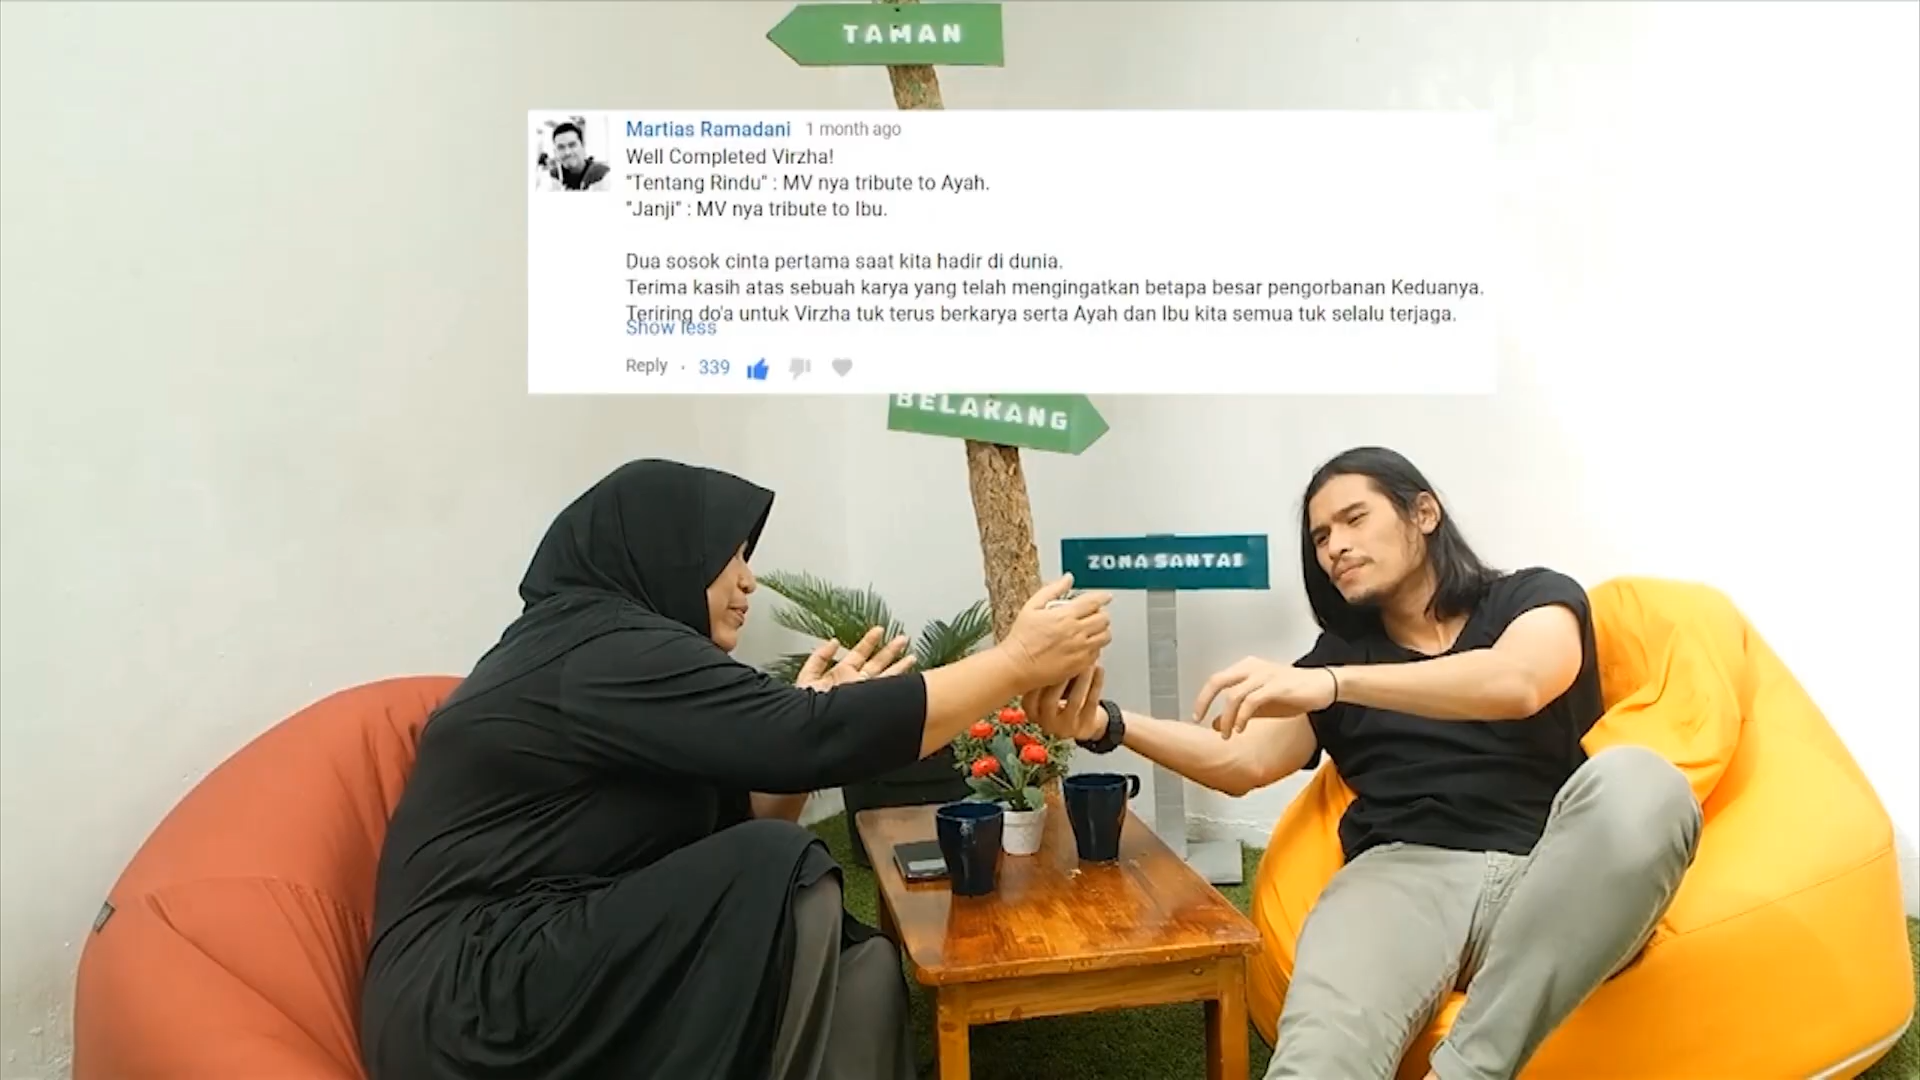 TAMAN
Martias Ramadani 1 month ago
Well Completed Virzha!
"Tentang Rindu" : MV nya tribute to Ayah.
"Janji" : MV nya tribute to Ibu.
Dua sosok cinta pertama saat kita hadir di dunia.
Terima kasih atas sebuah karya yang telah mengingatkan betapa besar pengorbanan Keduanya.
Teriring do'a untuk Virzha tuk terus berkarya serta Ayah dan Ibu kita semua tuk selalu terjaga.
Show less
Reply · 339
BELAKANG
ZONA SANTAI